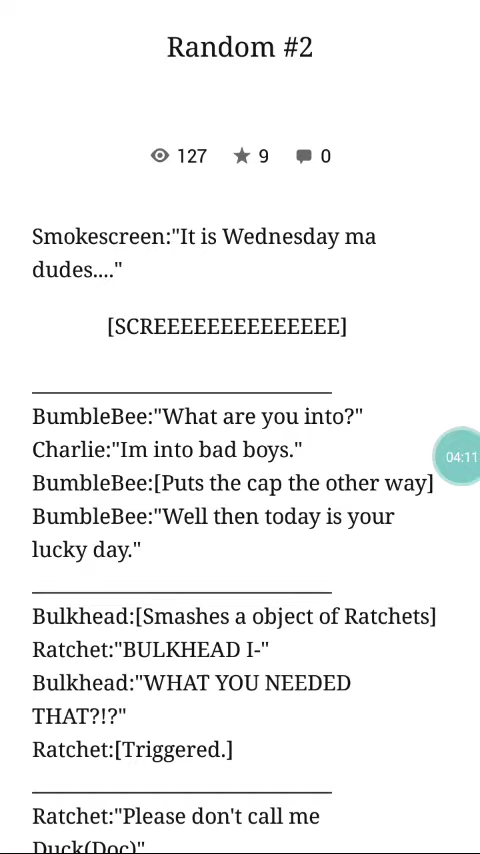 Random #2
127 9 0
Smokescreen:"It is Wednesday ma
dudes...."
[SCREEEEEEEEEEEEEE]
BumbleBee:"What are you into?"
Charlie:"Im into bad boys."
BumbleBee:[Puts the cap the other way]
BumbleBee:"Well then today is your
lucky day."
Bulkhead:[Smashes a object of Ratchets]
Ratchet:"BULKHEAD I-"
Bulkhead:"WHAT YOU NEEDED
THAT?!?"
Ratchet:[Triggered.]
Ratchet:"Please don't call me
Duck(Doc)"
04:11